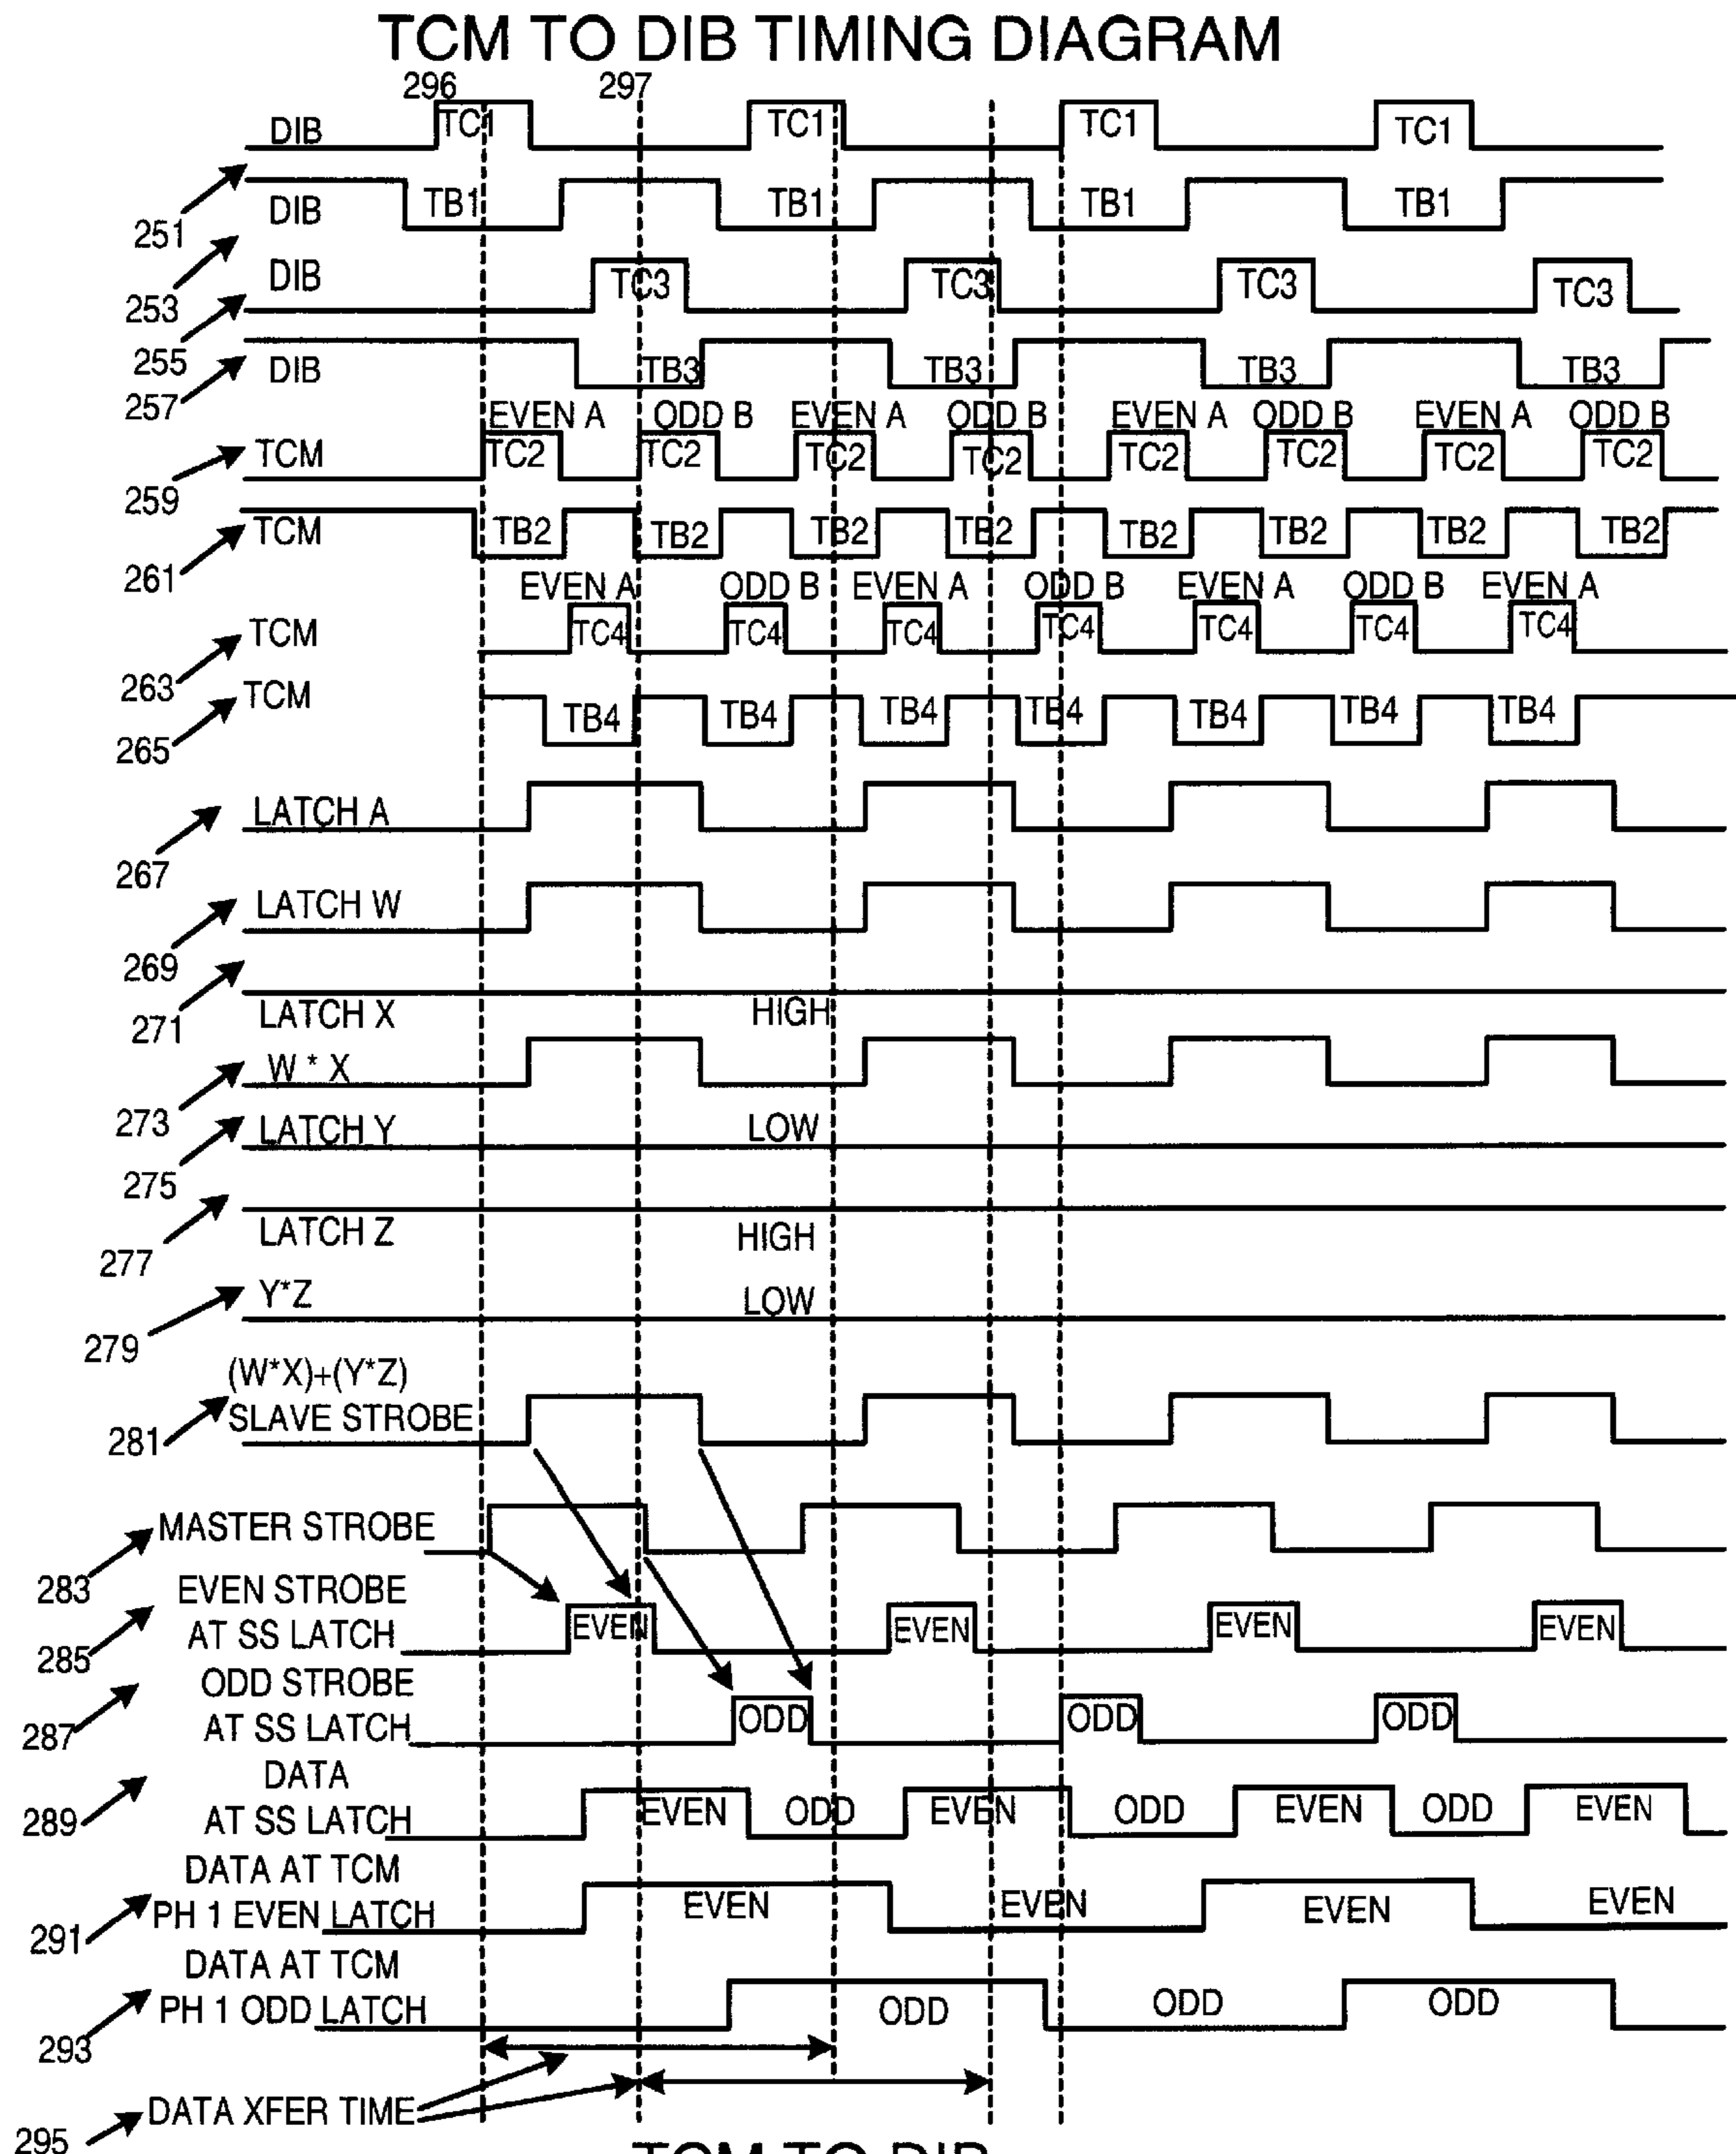 TCM TO DIB TIMING DIAGRAM
296 297
DIB TC1 TC1 TC1 TC1
251
DIB TB1 TB1 TB1 TB1
253
DIB TC3 TC3 TC3 TC3
255
DIB TB3 TB3 TB3 TB3
257
EVEN A ODD B EVEN A ODD B EVEN A ODD B EVEN A ODD B
TCM TC2 TC2 TC2 TC2 TC2 TC2 TC2 TC2
259
TCM TB2 TB2 TB2 TB2 TB2 TB2 TB2 TB2
261
EVEN A ODD B EVEN A ODD B EVEN A ODD B EVEN A
TCM TC4 TC4 TC4 TC4 TC4 TC4 TC4
263
TCM TB4 TB4 TB4 TB4 TB4 TB4 TB4
265
LATCH A
267
LATCH W
269
LATCH X HIGH
271
W * X
273
LATCH Y LOW
275
LATCH Z HIGH
277
Y*Z LOW
279
(W*X)+(Y*Z)
SLAVE STROBE
281
MASTER STROBE
283
EVEN STROBE
AT SS LATCH EVEN EVEN EVEN EVEN
285
ODD STROBE
AT SS LATCH ODD ODD ODD
287
DATA
AT SS LATCH EVEN ODD EVEN ODD EVEN ODD EVEN
289
DATA AT TCM
PH 1 EVEN LATCH EVEN EVEN EVEN EVEN
291
DATA AT TCM
PH 1 ODD LATCH ODD ODD ODD
293
DATA XFER TIME
295
TCM TO DIB